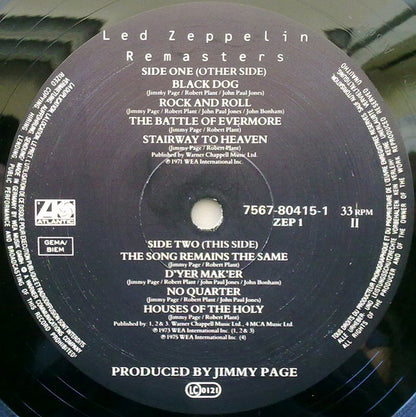 Led Zeppelin
Remasters
SIDE ONE (OTHER SIDE)
BLACK DOG
(Jimmy Page / Robert Plant / John Paul Jones)
ROCK AND ROLL
(Jimmy Page / Robert Plant / John Paul Jones / John Bonham)
THE BATTLE OF EVERMORE
(Jimmy Page / Robert Plant)
STAIRWAY TO HEAVEN
(Jimmy Page / Robert Plant)
Published by Warner Chappell Music Ltd.
℗ 1971 WEA International Inc.
ATLANTIC
7567-80415-1
33 RPM
ZEP 1
II
GEMA/
BIEM
SIDE TWO (THIS SIDE)
THE SONG REMAINS THE SAME
(Jimmy Page / Robert Plant)
D'YER MAK'ER
(Jimmy Page / Robert Plant / John Paul Jones / John Bonham)
NO QUARTER
(Jimmy Page / Robert Plant / John Paul Jones)
HOUSES OF THE HOLY
(Jimmy Page / Robert Plant)
Published by: 1, 2 & 3. Warner Chappell Music Ltd., 4 MCA Music Ltd.
℗ 1973 WEA International Inc. (1, 2 & 3)
℗ 1975 WEA International Inc. (4)
PRODUCED BY JIMMY PAGE
LC 0121